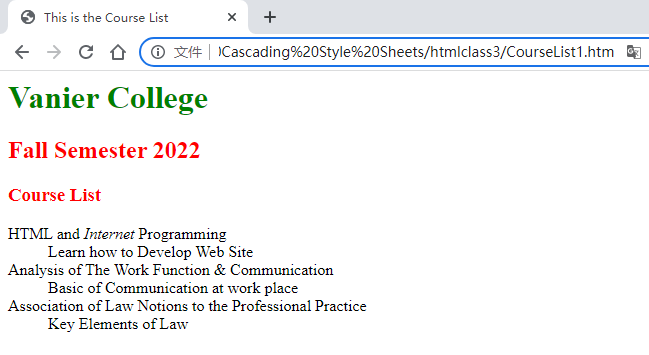 This is the Course List
文件
Cascading%20Style%20Sheets/htmlclass3/CourseList1.htm
Vanier College
Fall Semester 2022
Course List
HTML and Internet Programming
Learn how to Develop Web Site
Analysis of The Work Function & Communication
Basic of Communication at work place
Association of Law Notions to the Professional Practice
Key Elements of Law